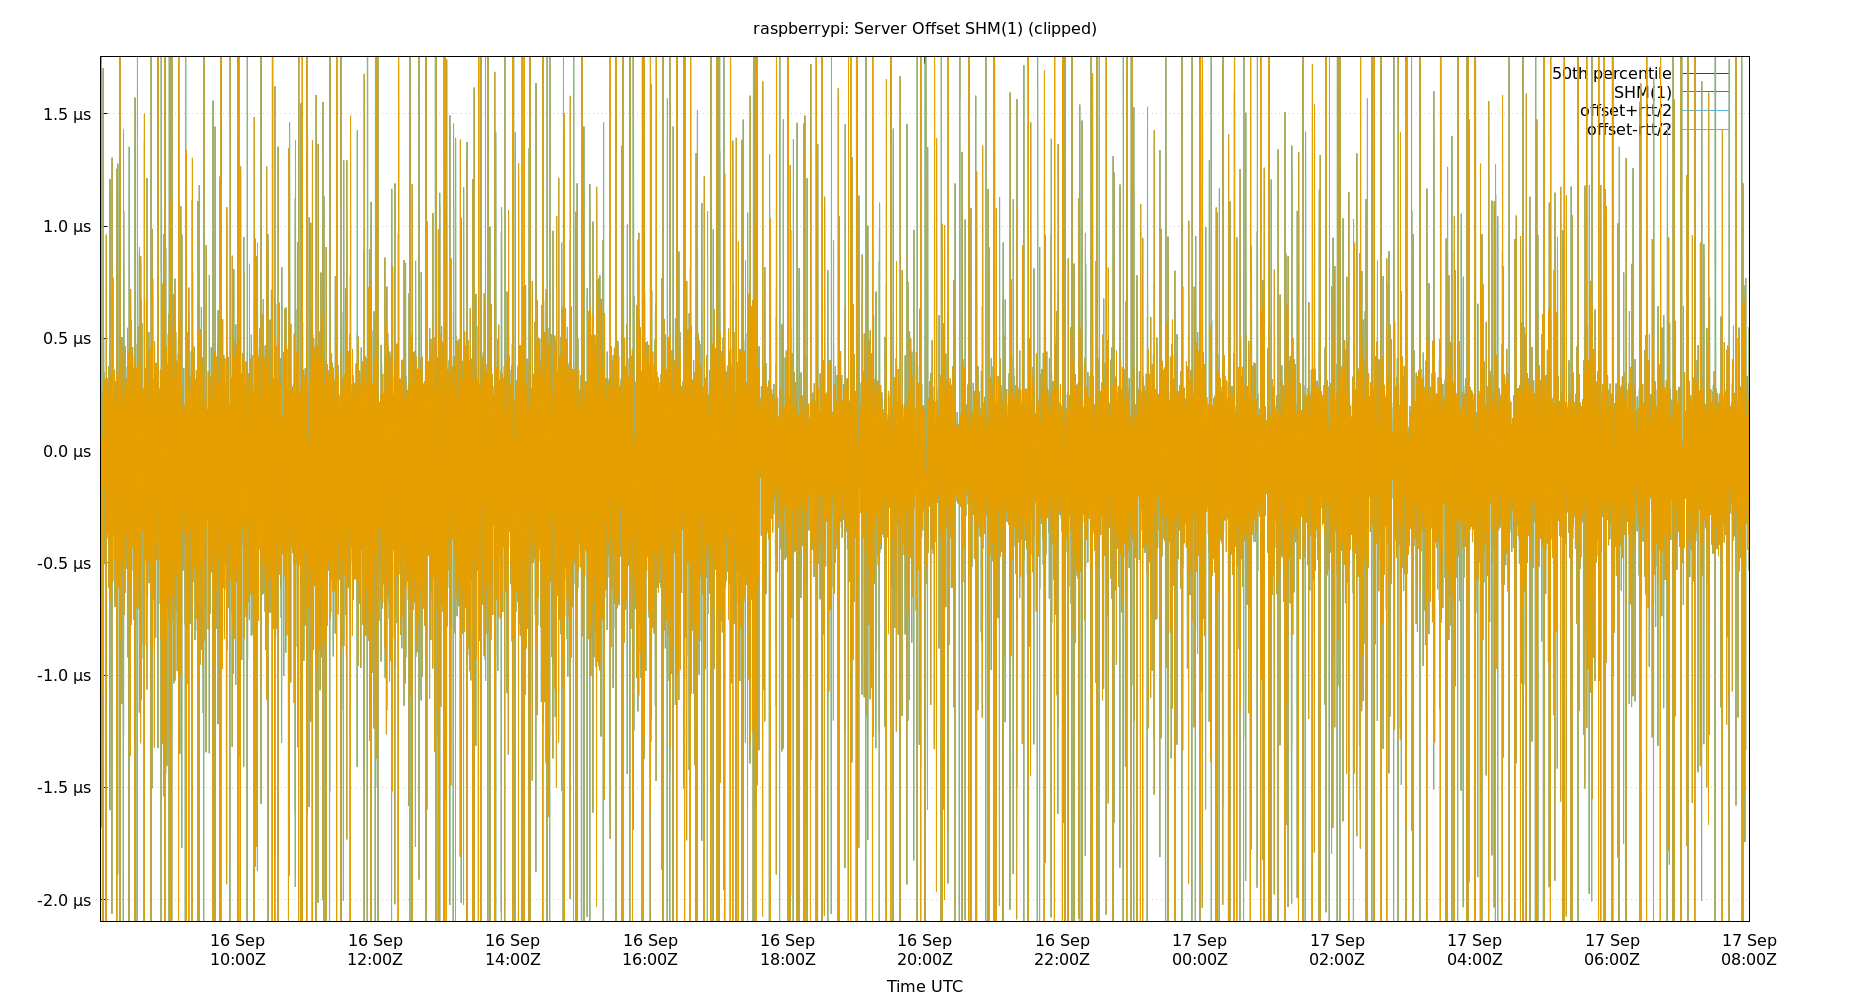 raspberrypi: Server Offset SHM(1) (clipped)
50th percentile
SHM(1)
offset+rtt/2
offset-rtt/2
1.5 µs
1.0 µs
0.5 µs
0.0 µs
-0.5 µs
-1.0 µs
-1.5 µs
-2.0 µs
16 Sep 16 Sep 16 Sep 16 Sep 16 Sep 16 Sep 16 Sep 17 Sep 17 Sep 17 Sep 17 Sep 17 Sep
10:00Z 12:00Z 14:00Z 16:00Z 18:00Z 20:00Z 22:00Z 00:00Z 02:00Z 04:00Z 06:00Z 08:00Z
Time UTC